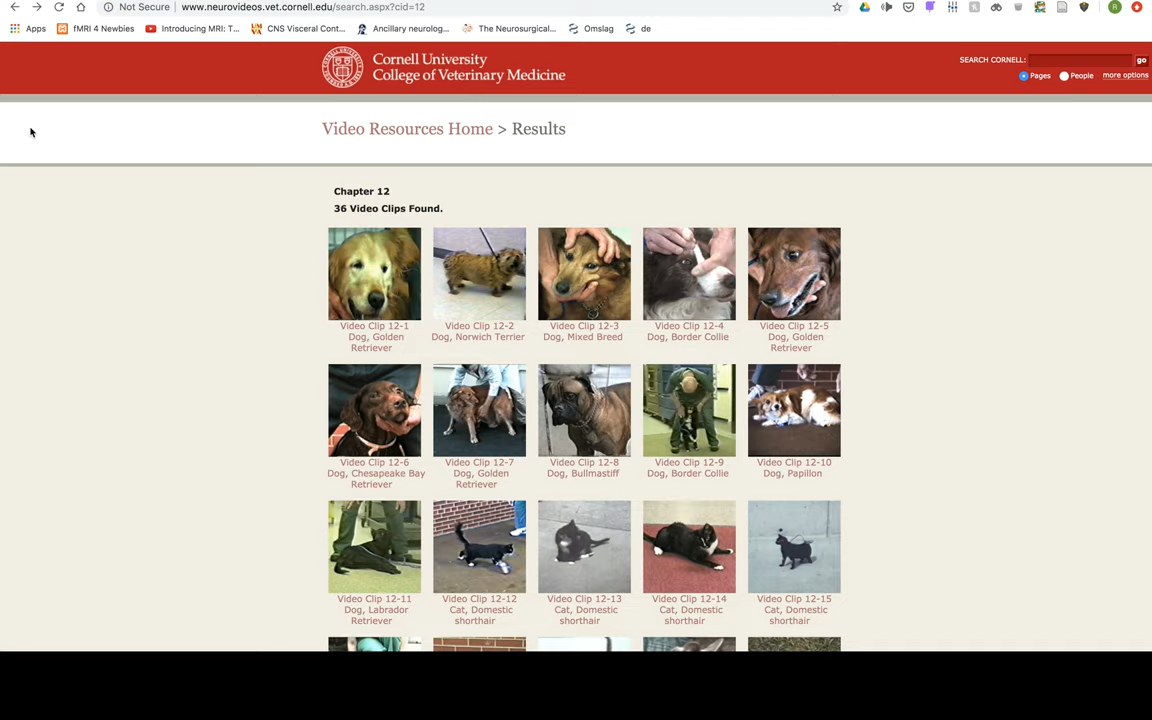 Not Secure | www.neurovideos.vet.cornell.edu/search.aspx?cid=12
Apps fMRI 4 Newbies Introducing MRI: T... CNS Visceral Cont... Ancillary neurolog... The Neurosurgical... Omslag de
Cornell University
College of Veterinary Medicine
SEARCH CORNELL: go
Pages People more options
Video Resources Home > Results
Chapter 12
36 Video Clips Found.
Video Clip 12-1 Video Clip 12-2 Video Clip 12-3 Video Clip 12-4 Video Clip 12-5
Dog, Golden Dog, Norwich Terrier Dog, Mixed Breed Dog, Border Collie Dog, Golden
Retriever Retriever
Video Clip 12-6 Video Clip 12-7 Video Clip 12-8 Video Clip 12-9 Video Clip 12-10
Dog, Chesapeake Bay Dog, Golden Dog, Bullmastiff Dog, Border Collie Dog, Papillon
Retriever Retriever
Video Clip 12-11 Video Clip 12-12 Video Clip 12-13 Video Clip 12-14 Video Clip 12-15
Dog, Labrador Cat, Domestic Cat, Domestic Cat, Domestic Cat, Domestic
Retriever shorthair shorthair shorthair shorthair